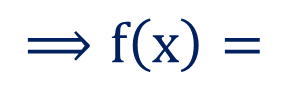 ⟹ f(x) =